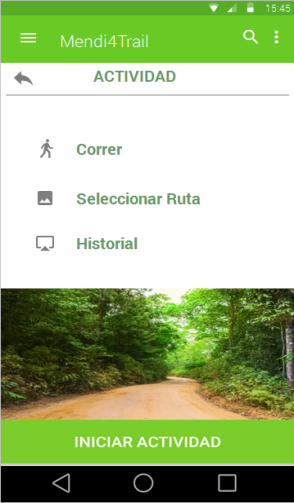 15:45
Mendi4Trail
ACTIVIDAD
Correr
Seleccionar Ruta
Historial
INICIAR ACTIVIDAD